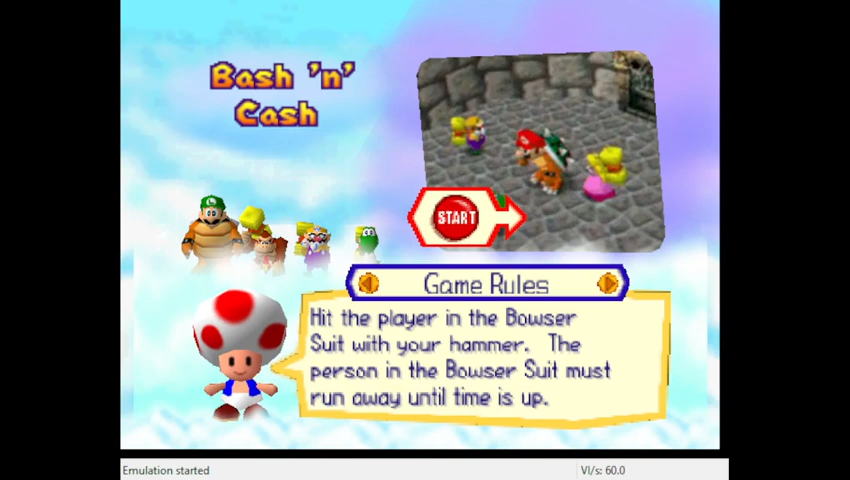 Bash 'n'
Cash
START
Game Rules
Hit the player in the Bowser
Suit with your hammer. The
person in the Bowser Suit must
run away until time is up.
Emulation started
VI/s: 60.0